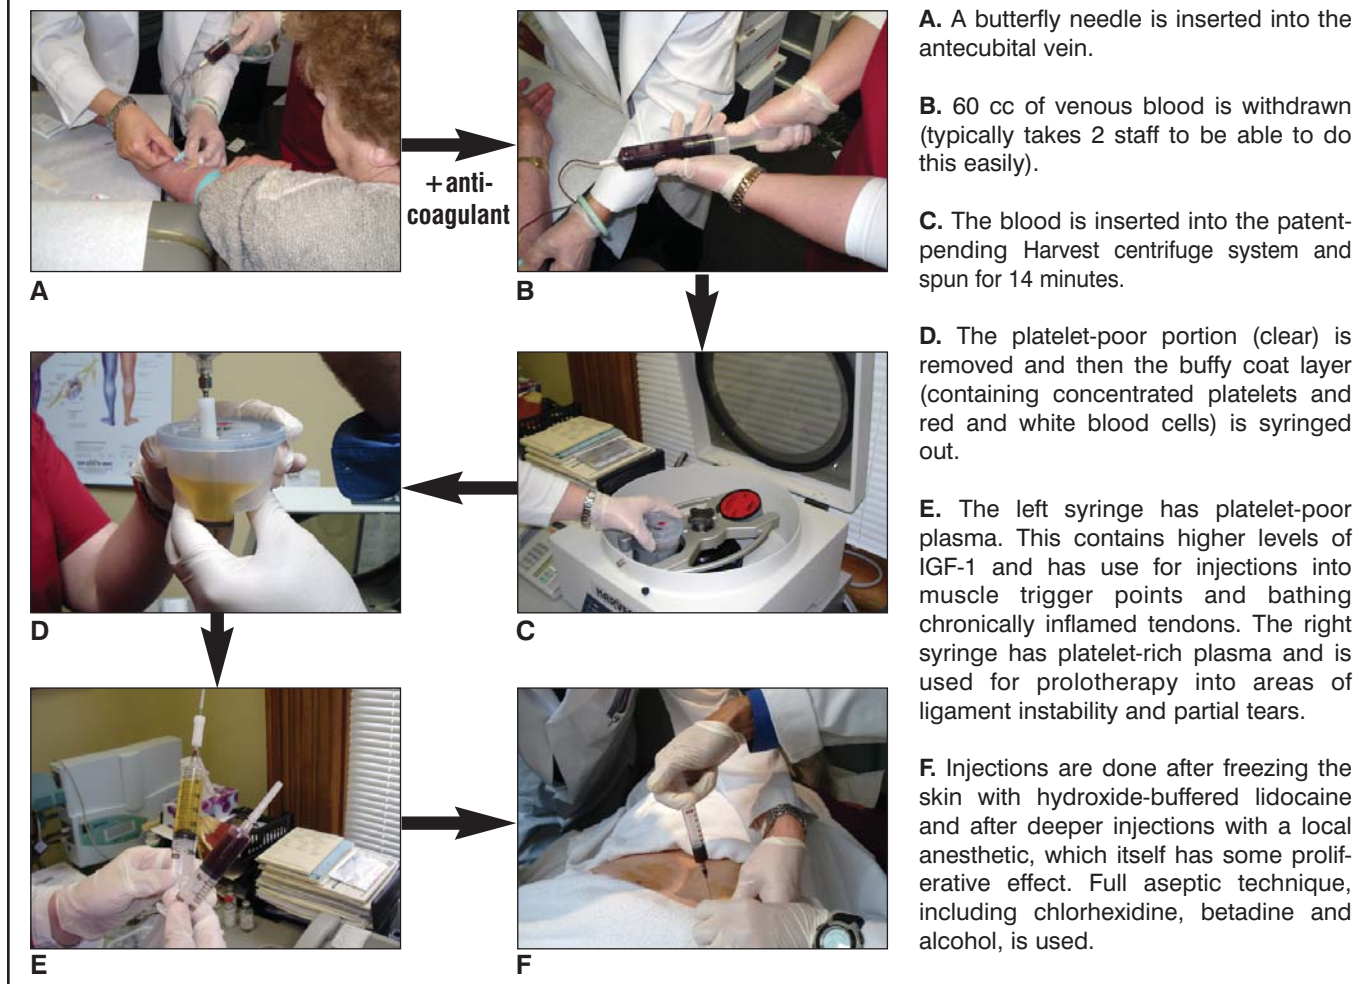 +anti-
coagulant
A
B
D
C
HARVES
E
F
A. A butterfly needle is inserted into the
antecubital vein.
B. 60 cc of venous blood is withdrawn
(typically takes 2 staff to be able to do
this easily).
C. The blood is inserted into the patent-
pending Harvest centrifuge system and
spun for 14 minutes.
D. The platelet-poor portion (clear) is
removed and then the buffy coat layer
(containing concentrated platelets and
red and white blood cells) is syringed
out.
E. The left syringe has platelet-poor
plasma. This contains higher levels of
IGF-1 and has use for injections into
muscle trigger points and bathing
chronically inflamed tendons. The right
syringe has platelet-rich plasma and is
used for prolotherapy into areas of
ligament instability and partial tears.
F. Injections are done after freezing the
skin with hydroxide-buffered lidocaine
and after deeper injections with a local
anesthetic, which itself has some prolif-
erative effect. Full aseptic technique,
including chlorhexidine, betadine and
alcohol, is used.